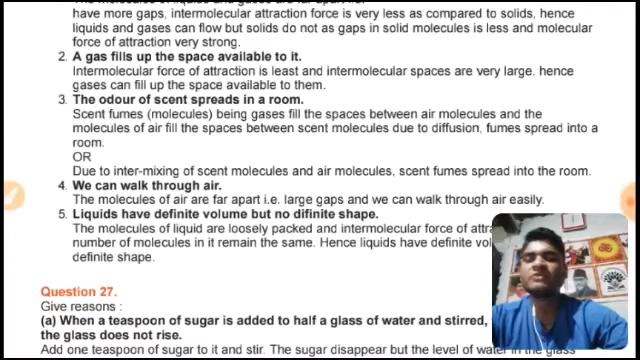 have more gaps, intermolecular attraction force is very less as compared to solids, hence
liquids and gases can flow but solids do not as gaps in solid molecules is less and molecular
force of attraction very strong.
2. A gas fills up the space available to it.
Intermolecular force of attraction is least and intermolecular spaces are very large, hence
gases can fill up the space available to them.
3. The odour of scent spreads in a room.
Scent fumes (molecules) being gases fill the spaces between air molecules and the
molecules of air fill the spaces between scent molecules due to diffusion, fumes spread into a
room.
OR
Due to inter-mixing of scent molecules and air molecules, scent fumes spread into the room.
4. We can walk through air.
The molecules of air are far apart i.e. large gaps and we can walk through air easily.
5. Liquids have definite volume but no difinite shape.
The molecules of liquid are loosely packed and intermolecular force of
number of molecules in it remain the same. Hence liquids have definite
definite shape.
Question 27.
Give reasons :
(a) When a teaspoon of sugar is added to half a glass of water and stirred,
the glass does not rise.
Add one teaspoon of sugar to it and stir. The sugar disappear but the level of water in the glass